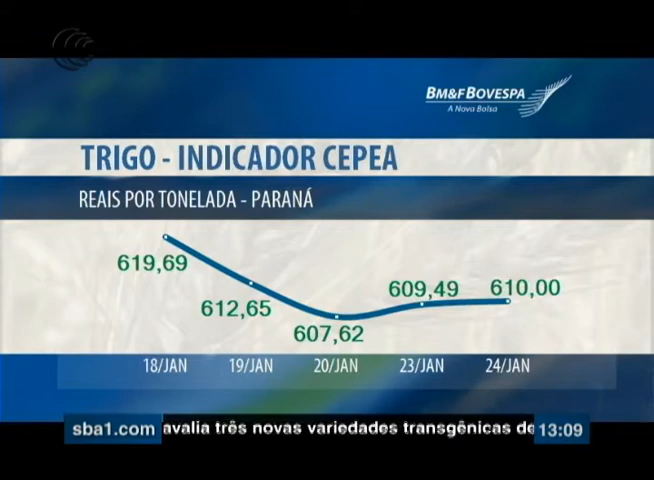 BM&FBOVESPA
A Nova Bolsa
TRIGO - INDICADOR CEPEA
REAIS POR TONELADA - PARANÁ
619,69
612,65
607,62
609,49
610,00
18/JAN 19/JAN 20/JAN 23/JAN 24/JAN
sba1.com avalia três novas variedades transgênicas de 13:09